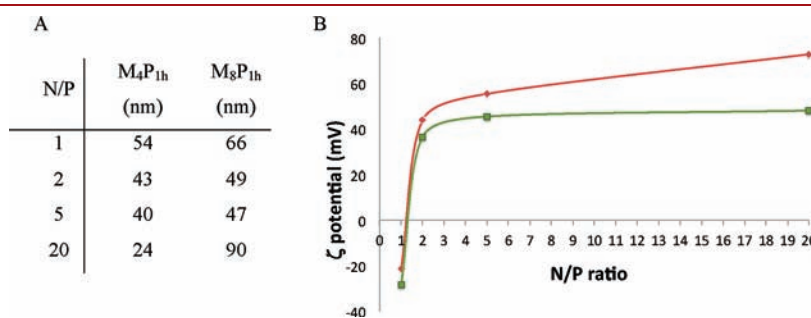 A
N/P M₄P₁ₕ M₈P₁ₕ
(nm) (nm)
1 54 66
2 43 49
5 40 47
20 24 90
B
80
60
40
20
0
-20
-40
ζ potential (mV)
0 1 2 3 4 5 6 7 8 9 10 11 12 13 14 15 16 17 18 19 20
N/P ratio